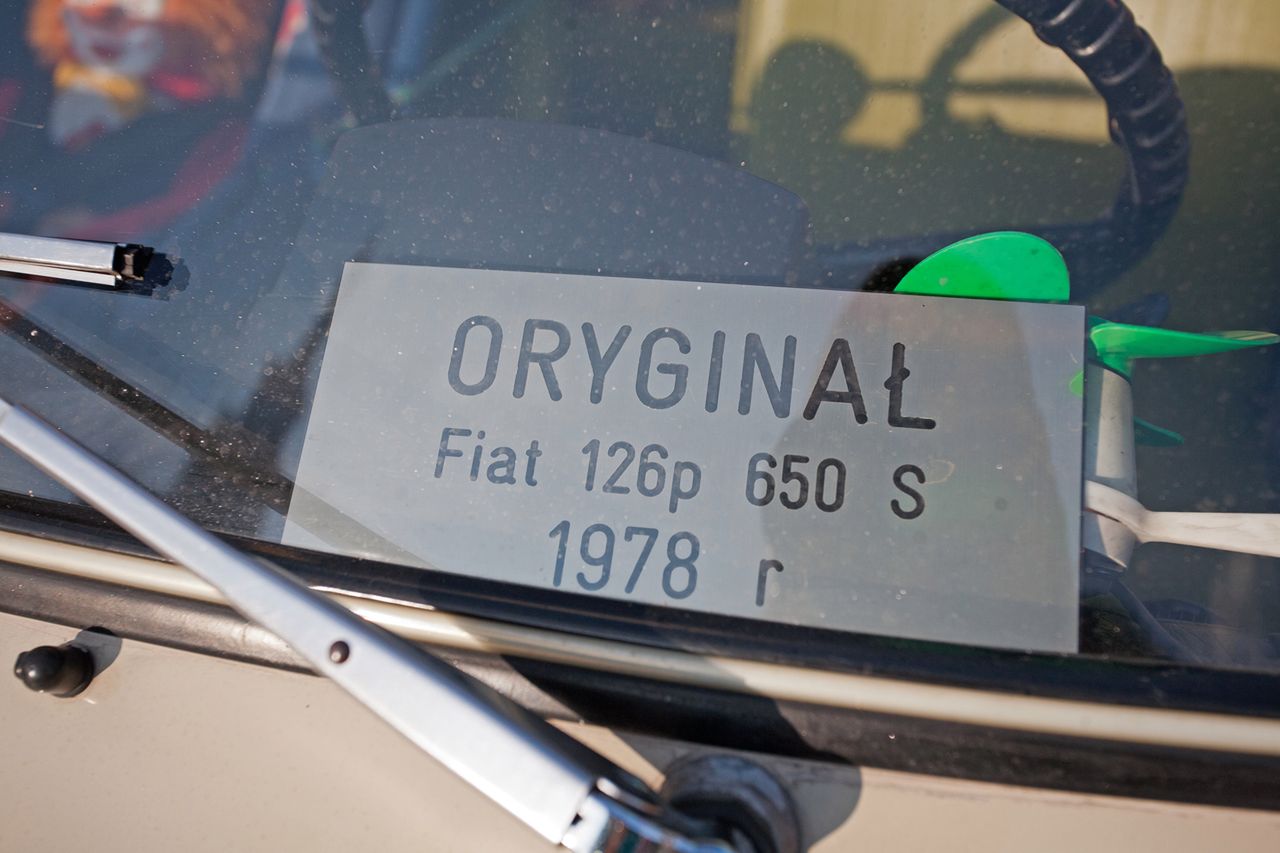 ORYGINAŁ
Fiat 126p 650 S
1978 r